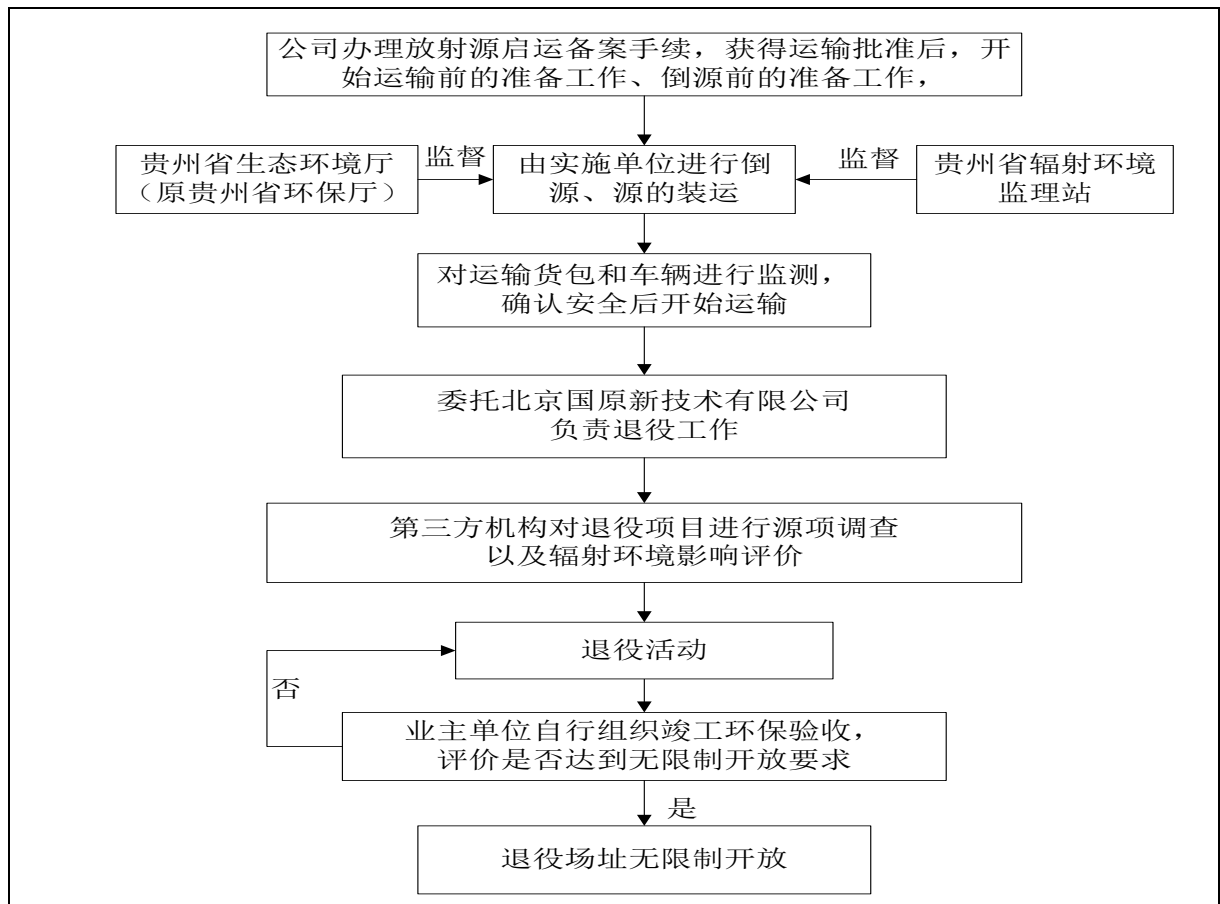 公司办理放射源启运备案手续，获得运输批准后，开
始运输前的准备工作、倒源前的准备工作，
贵州省生态环境厅
（原贵州省环保厅）
监督
由实施单位进行倒
源、源的装运
监督
贵州省辐射环境
监理站
对运输货包和车辆进行监测，
确认安全后开始运输
委托北京国原新技术有限公司
负责退役工作
第三方机构对退役项目进行源项调查
以及辐射环境影响评价
退役活动
否
业主单位自行组织竣工环保验收，
评价是否达到无限制开放要求
是
退役场址无限制开放